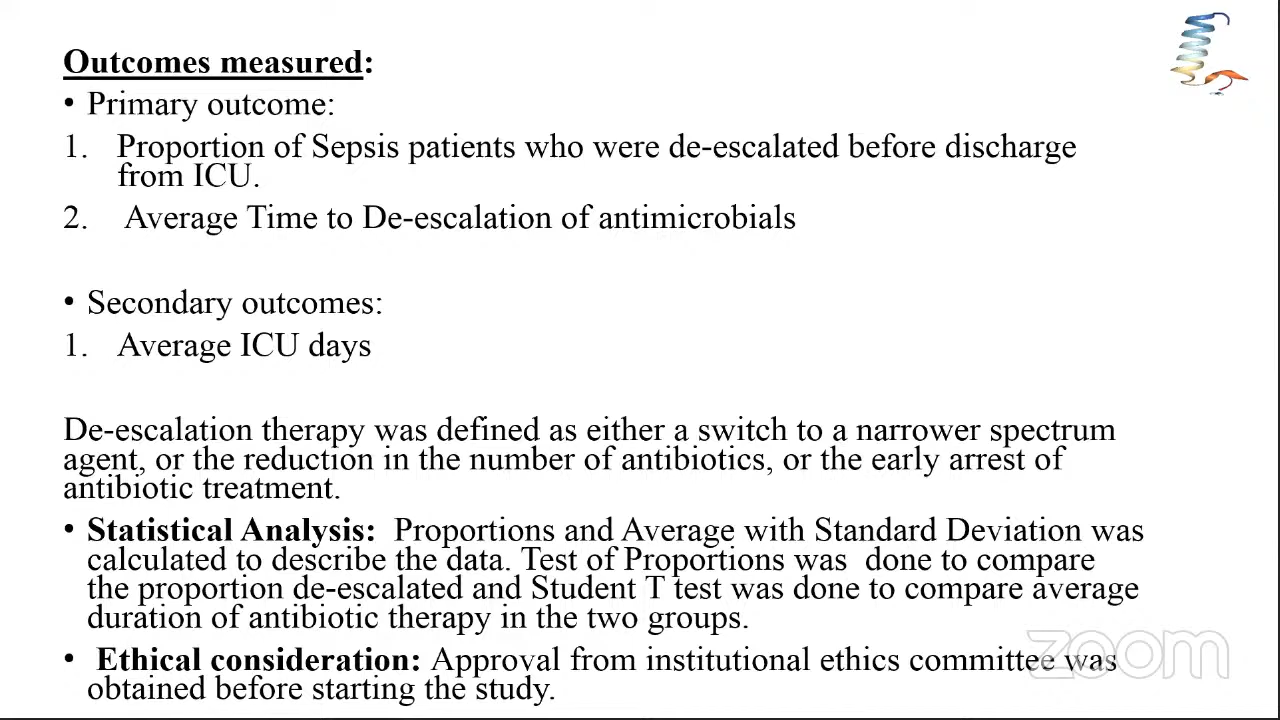 Outcomes measured:
• Primary outcome:
1. Proportion of Sepsis patients who were de-escalated before discharge
from ICU.
2. Average Time to De-escalation of antimicrobials
• Secondary outcomes:
1. Average ICU days
De-escalation therapy was defined as either a switch to a narrower spectrum
agent, or the reduction in the number of antibiotics, or the early arrest of
antibiotic treatment.
• Statistical Analysis: Proportions and Average with Standard Deviation was
calculated to describe the data. Test of Proportions was done to compare
the proportion de-escalated and Student T test was done to compare average
duration of antibiotic therapy in the two groups.
• Ethical consideration: Approval from institutional ethics committee was
obtained before starting the study.
zoom